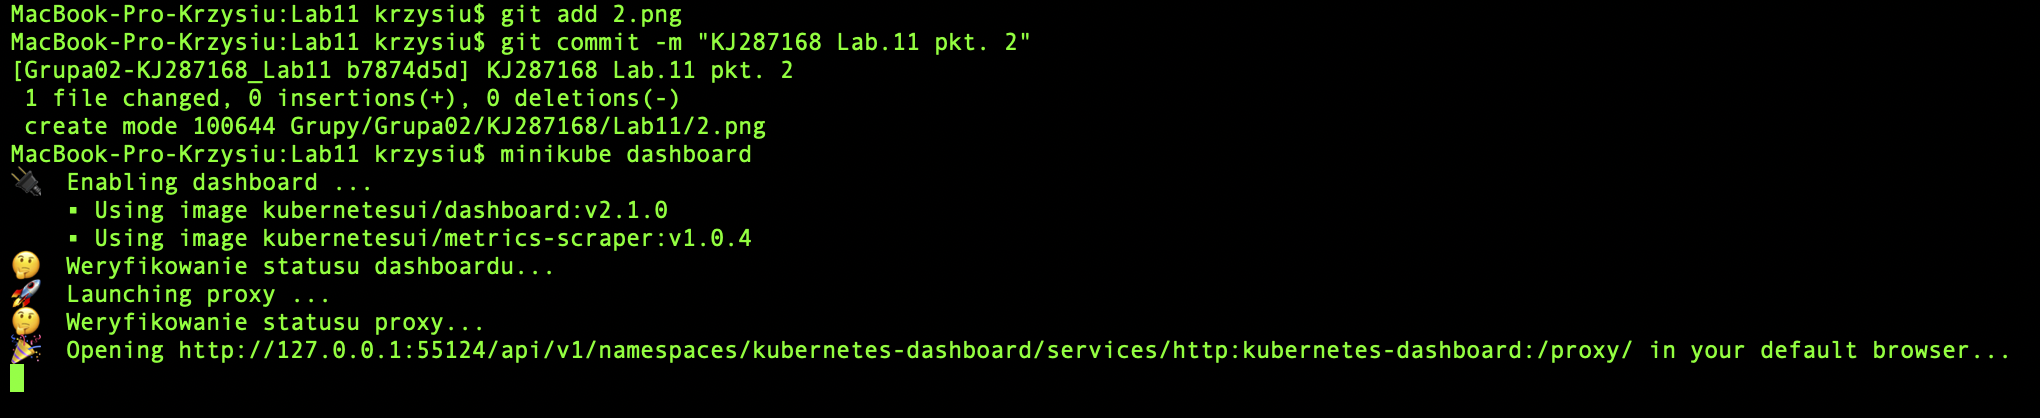 MacBook-Pro-Krzysiu:Lab11 krzysiu$ git add 2.png
MacBook-Pro-Krzysiu:Lab11 krzysiu$ git commit -m "KJ287168 Lab.11 pkt. 2"
[Grupa02-KJ287168_Lab11 b7874d5d] KJ287168 Lab.11 pkt. 2
 1 file changed, 0 insertions(+), 0 deletions(-)
 create mode 100644 Grupy/Grupa02/KJ287168/Lab11/2.png
MacBook-Pro-Krzysiu:Lab11 krzysiu$ minikube dashboard
🔌  Enabling dashboard ...
    ▪ Using image kubernetesui/dashboard:v2.1.0
    ▪ Using image kubernetesui/metrics-scraper:v1.0.4
🤔  Weryfikowanie statusu dashboardu...
🚀  Launching proxy ...
🤔  Weryfikowanie statusu proxy...
🎉  Opening http://127.0.0.1:55124/api/v1/namespaces/kubernetes-dashboard/services/http:kubernetes-dashboard:/proxy/ in your default browser...